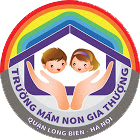 TRƯỜNG MẦM NON GIA THƯỢNG
QUẬN LONG BIÊN - HÀ NỘI